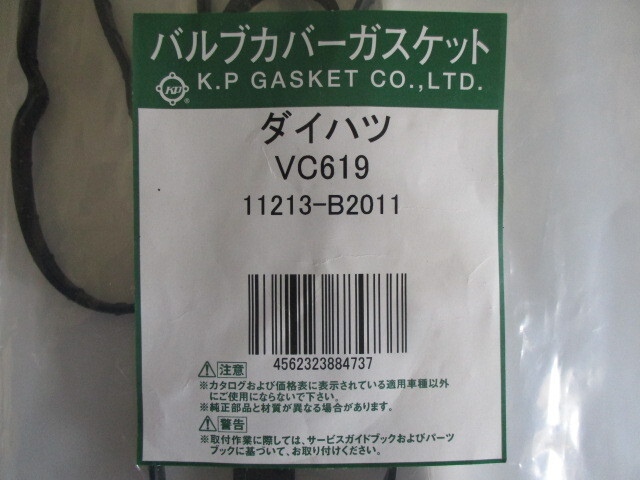 バルブカバーガスケット
KP® K.P GASKET CO.,LTD.
ダイハツ
VC619
11213-B2011
4562323884737
注意
※カタログおよび価格表に表示されている適用車種以外
にご使用にならないで下さい。
※純正部品と材質が異なる場合があります。
警告
※取付作業に際しては、サービスガイドブックおよびパーツ
ブックに基づいて、お取り付けください。